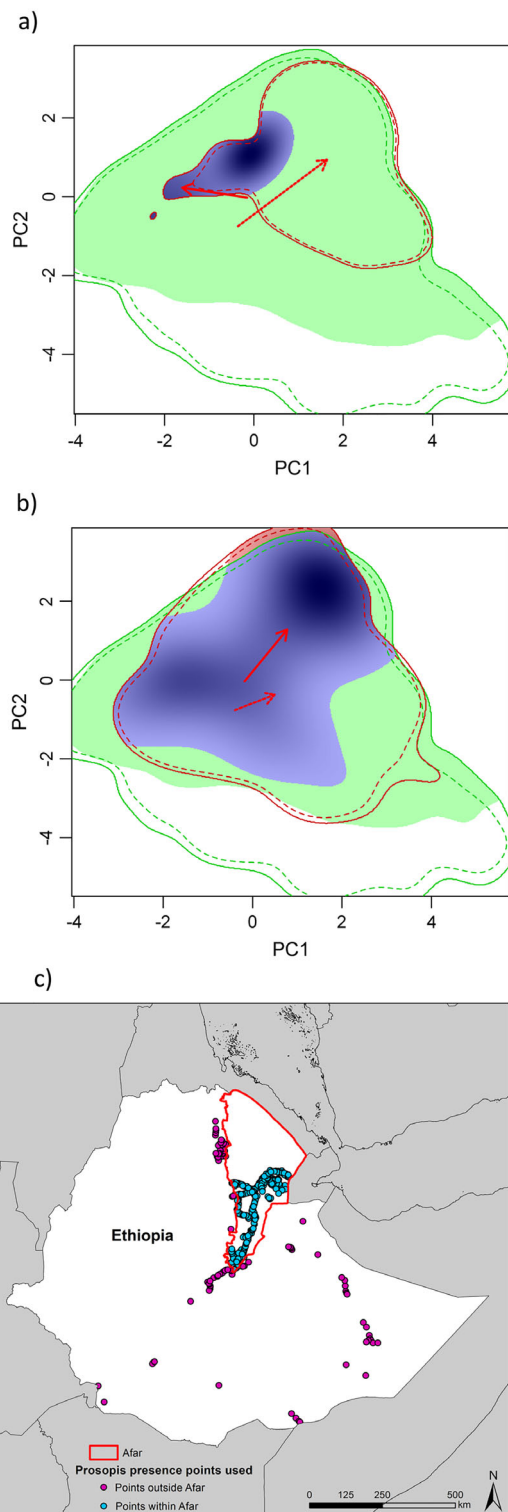 a)
2
0
-2
-4
PC2
-4 -2 0 2 4
PC1
b)
2
0
-2
-4
PC2
-4 -2 0 2 4
PC1
c)
Ethiopia
Afar
Prosopis presence points used
Points outside Afar
Points within Afar
0 125 250 500
km
N